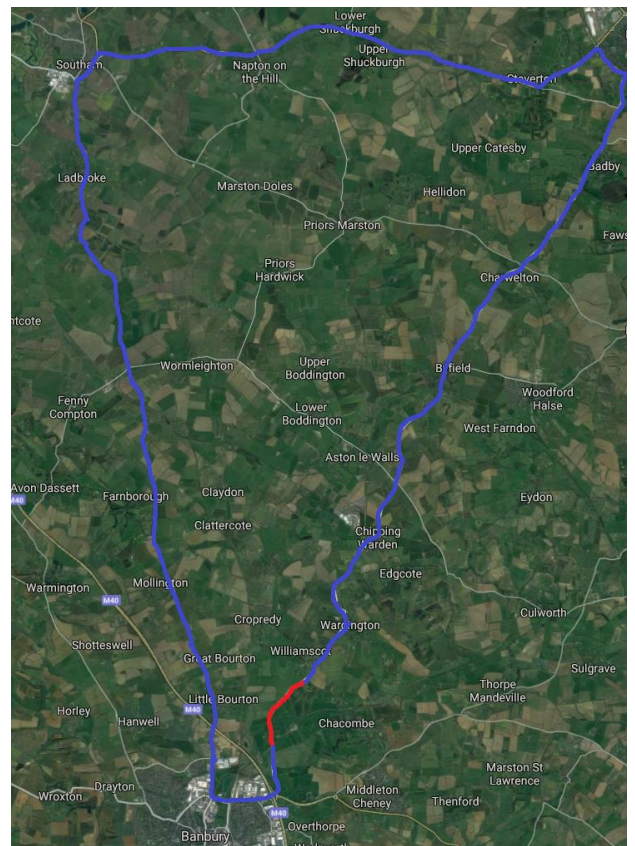 Lower
Shuckburgh
Southam
Napton on
the Hill
Upper
Shuckburgh
Staverton
Upper Catesby
Badby
Ladbroke
Marston Doles
Hellidon
Priors Marston
Faws
Priors
Hardwick
Charwelton
ntcote
Wormleighton
Upper
Boddington
Byfield
Woodford
Halse
Fenny
Compton
Lower
Boddington
West Farndon
Aston le Walls
Avon Dassett
M40
Farnborough
Claydon
Eydon
Clattercote
Chipping
Warden
Edgcote
Warmington
Mollington
M40
Culworth
Cropredy
Wardington
Shotteswell
Great Bourton
Williamscot
Sulgrave
Little Bourton
Thorpe
Mandeville
Horley
M40
Hanwell
Chacombe
Marston St
Lawrence
Drayton
Wroxton
Middleton
Cheney
Thenford
M40
Overthorpe
Banbury